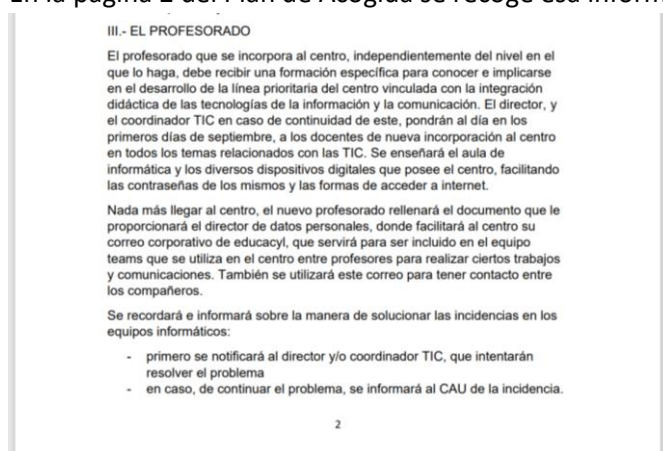 En la página 2 del Plan de Acogida se recoge esa
III.- EL PROFESORADO
El profesorado que se incorpora al centro, independientemente del nivel en el
que lo haga, debe recibir una formación específica para conocer e implicarse
en el desarrollo de la línea prioritaria del centro vinculada con la integración
didáctica de las tecnologías de la información y la comunicación. El director, y
el coordinador TIC en caso de continuidad de este, pondrán al día en los
primeros días de septiembre, a los docentes de nueva incorporación al centro
en todos los temas relacionados con las TIC. Se enseñará el aula de
informática y los diversos dispositivos digitales que posee el centro, facilitando
las contraseñas de los mismos y las formas de acceder a internet.
Nada más llegar al centro, el nuevo profesorado rellenará el documento que le
proporcionará el director de datos personales, donde facilitará al centro su
correo corporativo de educacyl, que servirá para ser incluido en el equipo
teams que se utiliza en el centro entre profesores para realizar ciertos trabajos
y comunicaciones. También se utilizará este correo para tener contacto entre
los compañeros.
Se recordará e informará sobre la manera de solucionar las incidencias en los
equipos informáticos:
- primero se notificará al director y/o coordinador TIC, que intentarán
resolver el problema
- en caso, de continuar el problema, se informará al CAU de la incidencia.
2